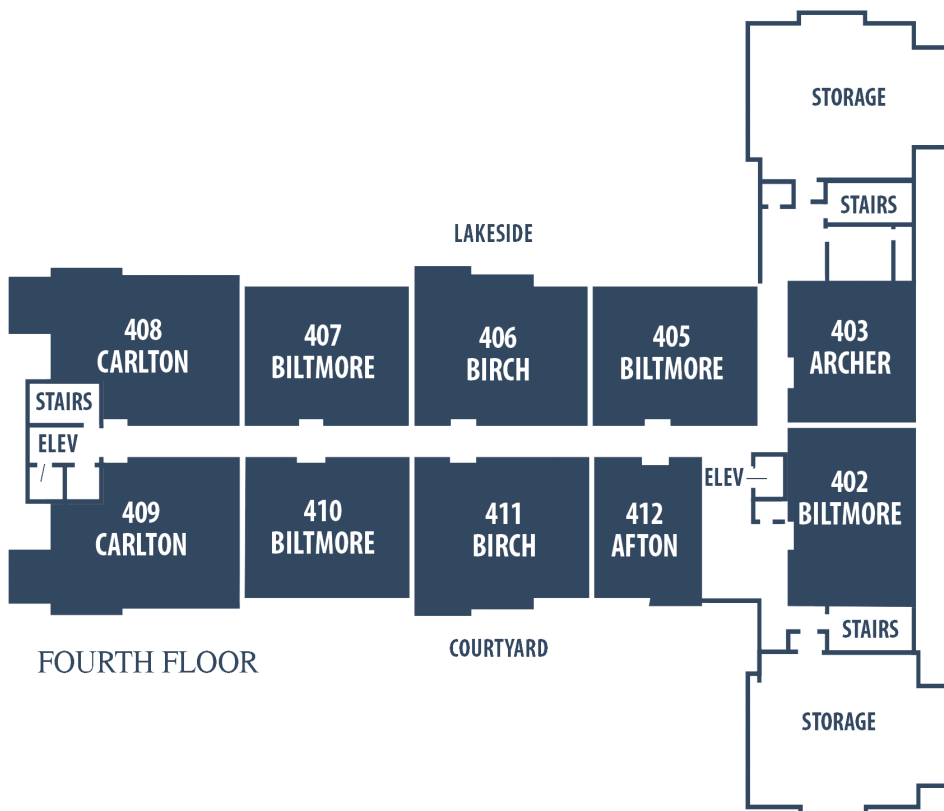 STORAGE
STAIRS
LAKESIDE
408
CARLTON
407
BILTMORE
406
BIRCH
405
BILTMORE
403
ARCHER
STAIRS
ELEV
ELEV
402
BILTMORE
409
CARLTON
410
BILTMORE
411
BIRCH
412
AFTON
STAIRS
COURTYARD
FOURTH FLOOR
STORAGE